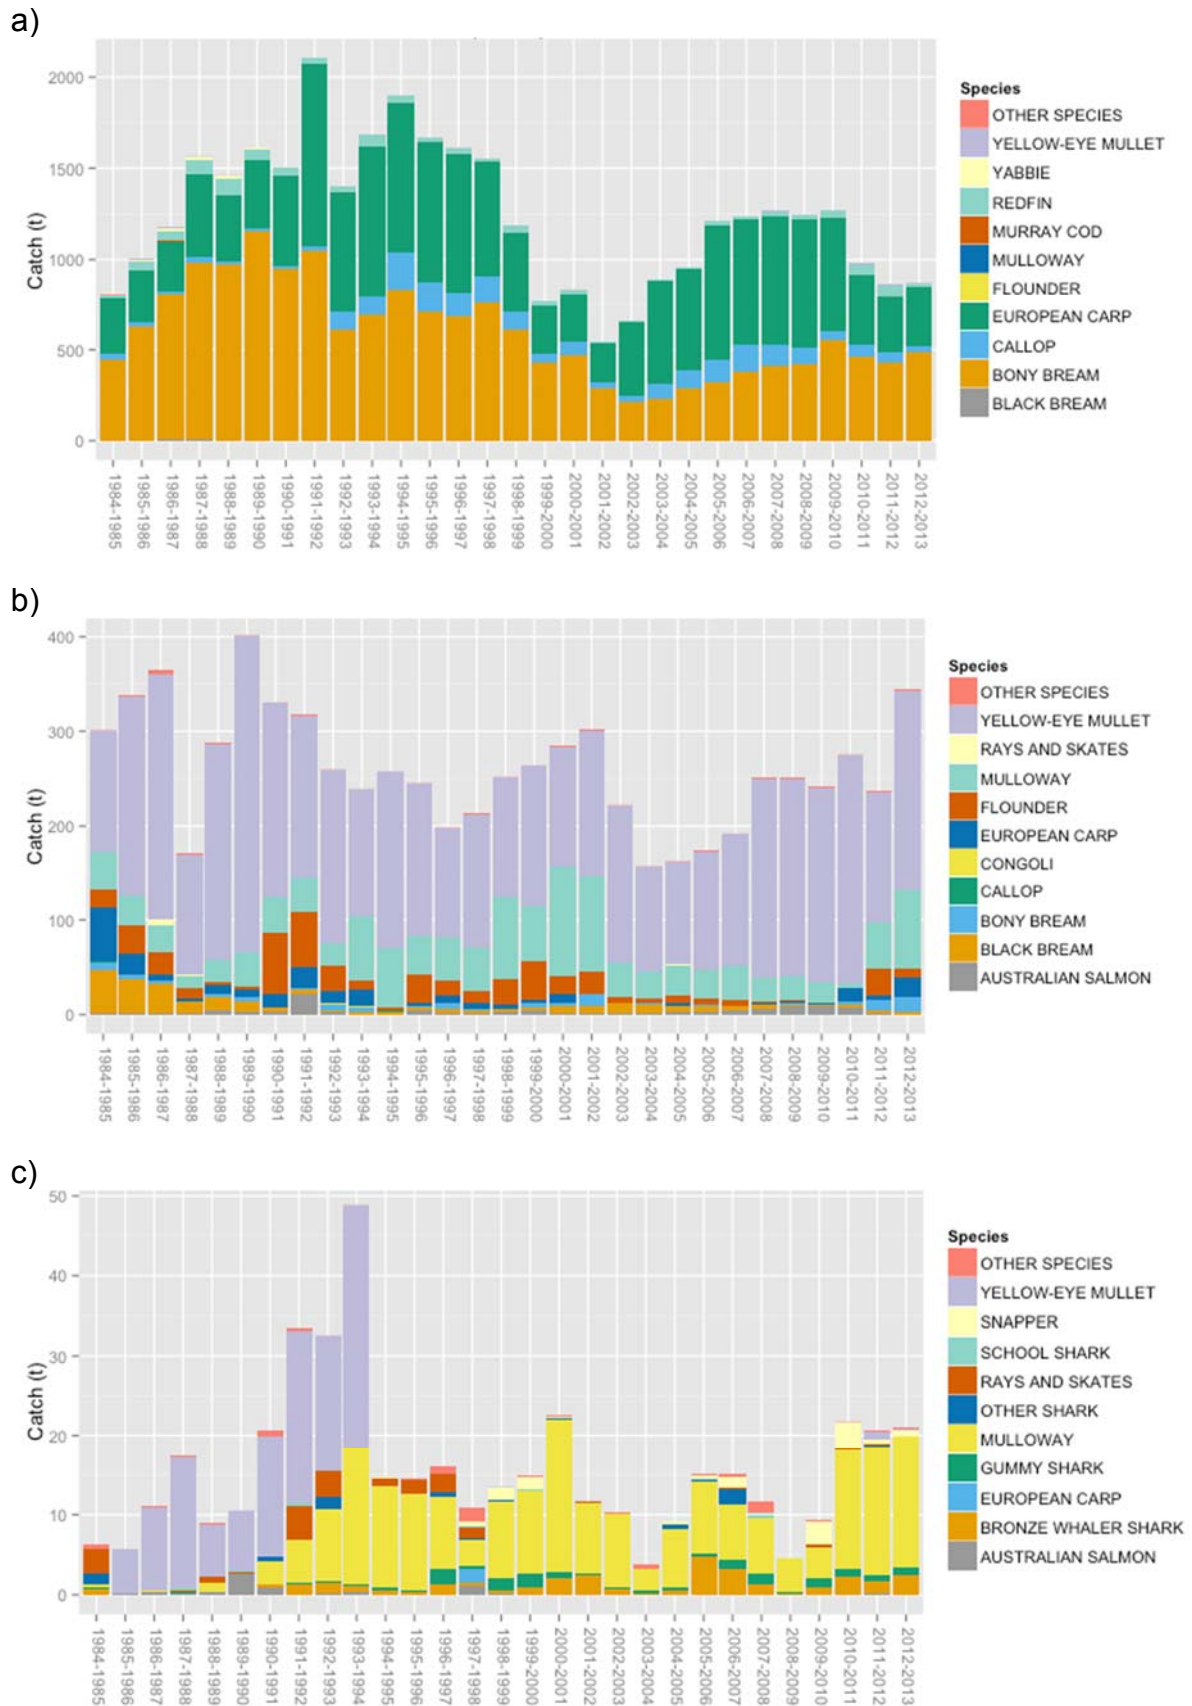 a)
Catch (t)
2000
1500
1000
500
0
1984-1985
1985-1986
1986-1987
1987-1988
1988-1989
1989-1990
1990-1991
1991-1992
1992-1993
1993-1994
1994-1995
1995-1996
1996-1997
1997-1998
1998-1999
1999-2000
2000-2001
2001-2002
2002-2003
2003-2004
2004-2005
2005-2006
2006-2007
2007-2008
2008-2009
2009-2010
2010-2011
2011-2012
2012-2013
Species
OTHER SPECIES
YELLOW-EYE MULLET
YABBIE
REDFIN
MURRAY COD
MULLOWAY
FLOUNDER
EUROPEAN CARP
CALLOP
BONY BREAM
BLACK BREAM
b)
Catch (t)
400
300
200
100
0
1984-1985
1985-1986
1986-1987
1987-1988
1988-1989
1989-1990
1990-1991
1991-1992
1992-1993
1993-1994
1994-1995
1995-1996
1996-1997
1997-1998
1998-1999
1999-2000
2000-2001
2001-2002
2002-2003
2003-2004
2004-2005
2005-2006
2006-2007
2007-2008
2008-2009
2009-2010
2010-2011
2011-2012
2012-2013
Species
OTHER SPECIES
YELLOW-EYE MULLET
RAYS AND SKATES
MULLOWAY
FLOUNDER
EUROPEAN CARP
CONGOLI
CALLOP
BONY BREAM
BLACK BREAM
AUSTRALIAN SALMON
c)
Catch (t)
50
40
30
20
10
0
1984-1985
1985-1986
1986-1987
1987-1988
1988-1989
1989-1990
1990-1991
1991-1992
1992-1993
1993-1994
1994-1995
1995-1996
1996-1997
1997-1998
1998-1999
1999-2000
2000-2001
2001-2002
2002-2003
2003-2004
2004-2005
2005-2006
2006-2007
2007-2008
2008-2009
2009-2010
2010-2011
2011-2012
2012-2013
Species
OTHER SPECIES
YELLOW-EYE MULLET
SNAPPER
SCHOOL SHARK
RAYS AND SKATES
OTHER SHARK
MULLOWAY
GUMMY SHARK
EUROPEAN CARP
BRONZE WHALER SHARK
AUSTRALIAN SALMON